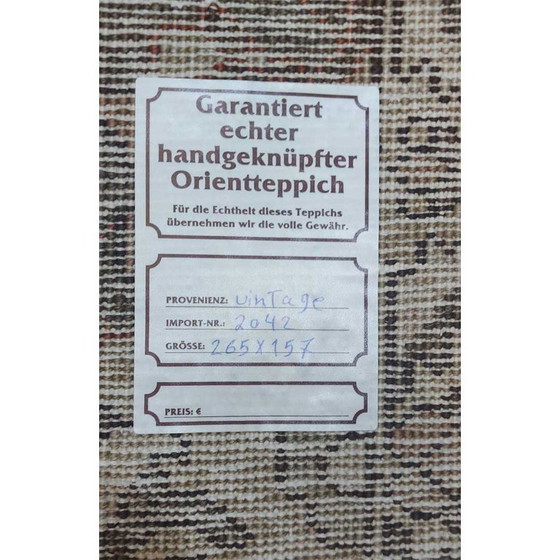 Garantiert
echter
handgeknüpfter
Orientteppich
Für die Echtheit dieses Teppichs
übernehmen wir die volle Gewähr.
PROVENIENZ: vintage
IMPORT-NR.: 2042
GRÖSSE: 265x157
PREIS: €